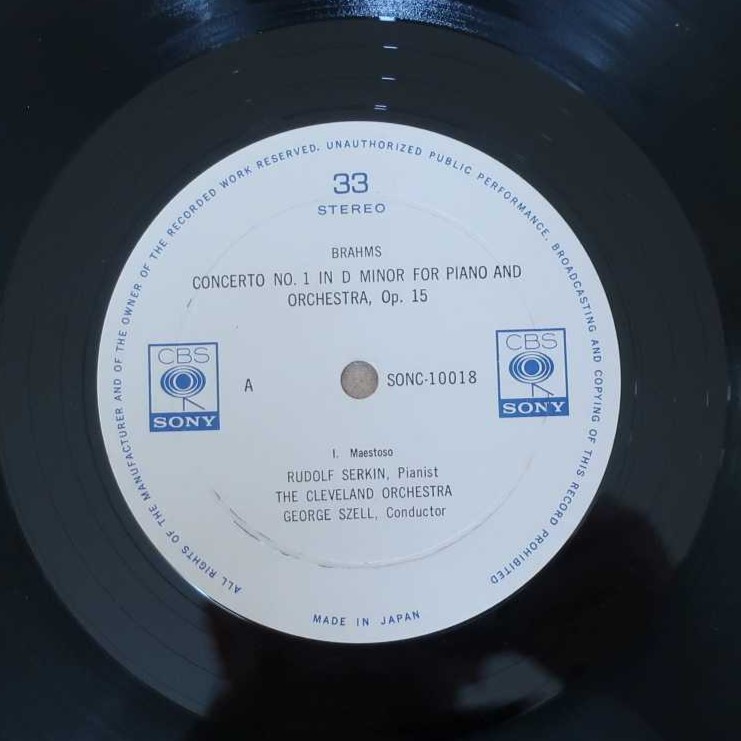 ALL RIGHTS OF THE MANUFACTURER AND OF THE OWNER OF THE RECORDED WORK RESERVED. UNAUTHORIZED PUBLIC PERFORMANCE, BROADCASTING AND COPYING OF THIS RECORD PROHIBITED
33
STEREO
BRAHMS
CONCERTO NO. 1 IN D MINOR FOR PIANO AND
ORCHESTRA, Op. 15
CBS
SONY
A
SONC-10018
CBS
SONY
I. Maestoso
RUDOLF SERKIN, Pianist
THE CLEVELAND ORCHESTRA
GEORGE SZELL, Conductor
MADE IN JAPAN